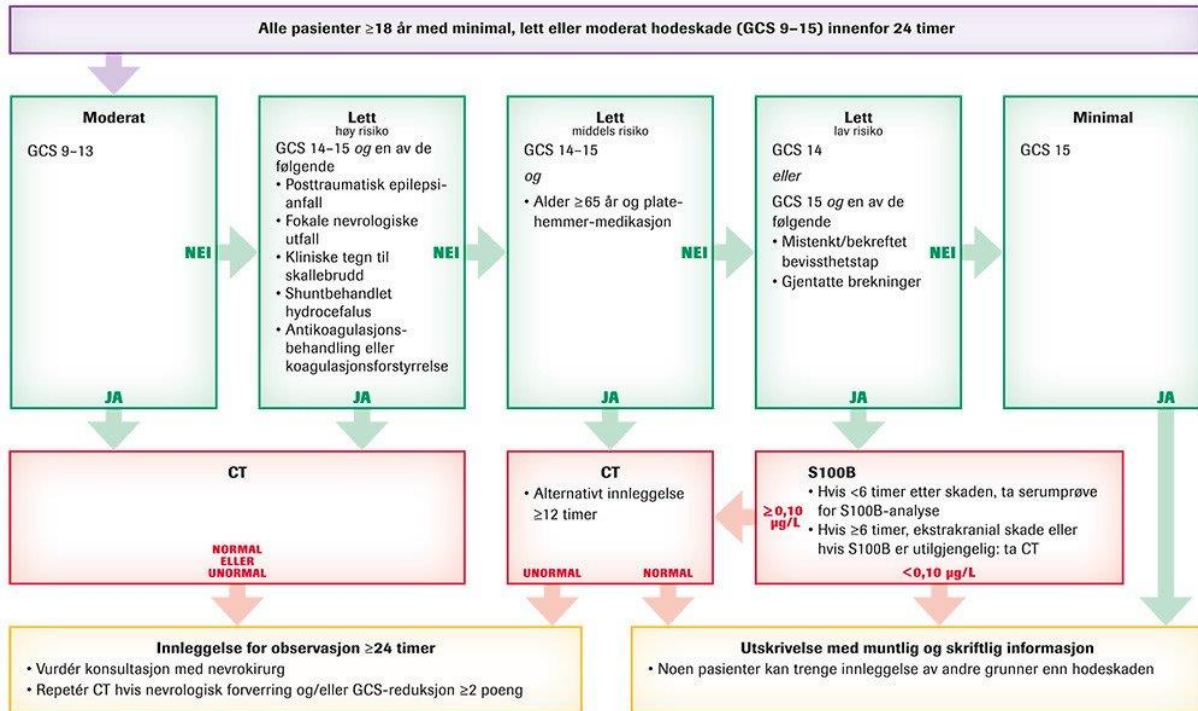 Alle pasienter ≥18 år med minimal, lett eller moderat hodeskade (GCS 9–15) innenfor 24 timer
Moderat
GCS 9–13
NEI
JA
Lett
høy risiko
GCS 14–15 og en av de
følgende
• Posttraumatisk epilepsi-
anfall
• Fokale nevrologiske
utfall
• Kliniske tegn til
skallebrudd
• Shuntbehandlet
hydrocefalus
• Antikoagulasjons-
behandling eller
koagulasjonsforstyrrelse
NEI
JA
Lett
middels risiko
GCS 14–15
og
• Alder ≥65 år og plate-
hemmer-medikasjon
NEI
JA
Lett
lav risiko
GCS 14
eller
GCS 15 og en av de
følgende
• Mistenkt/bekreftet
bevissthetstap
• Gjentatte brekninger
NEI
JA
Minimal
GCS 15
JA
CT
NORMAL
ELLER
UNORMAL
CT
• Alternativt innleggelse
≥12 timer
UNORMAL
NORMAL
S100B
• Hvis <6 timer etter skaden, ta serumprøve
for S100B-analyse
• Hvis ≥6 timer, ekstrakranial skade eller
hvis S100B er utilgjengelig: ta CT
≥0,10
µg/L
<0,10 µg/L
Innleggelse for observasjon ≥24 timer
• Vurdér konsultasjon med nevrokirurg
• Repetér CT hvis nevrologisk forverring og/eller GCS-reduksjon ≥2 poeng
Utskrivelse med muntlig og skriftlig informasjon
• Noen pasienter kan trenge innleggelse av andre grunner enn hodeskaden